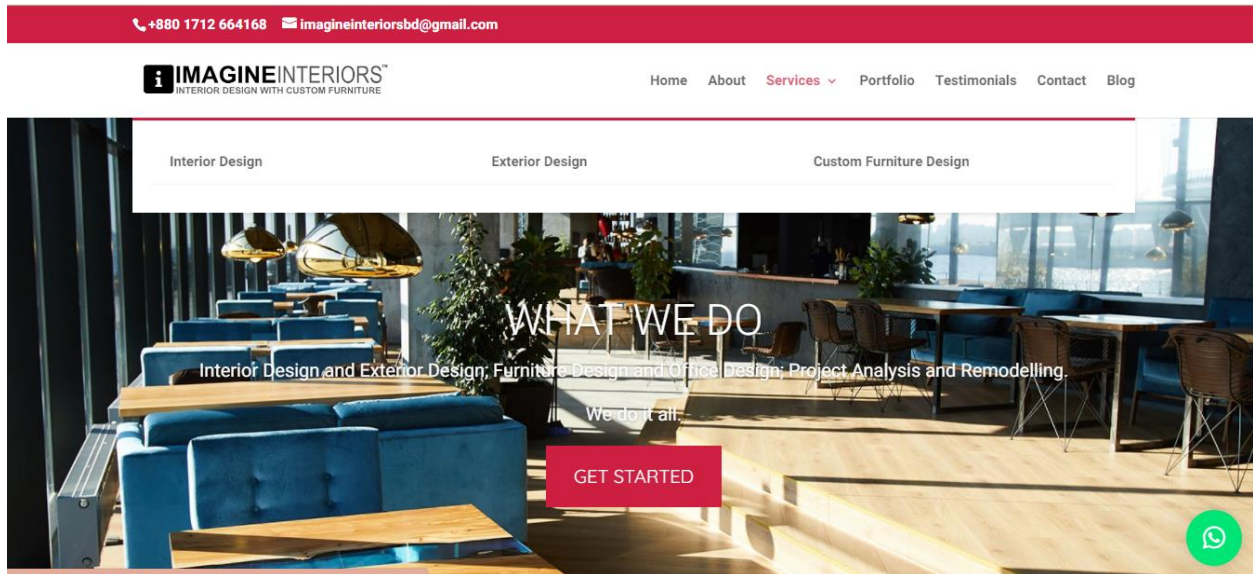 +880 1712 664168 imagineinteriorsbd@gmail.com
i IMAGINEINTERIORS™
INTERIOR DESIGN WITH CUSTOM FURNITURE
Home About Services Portfolio Testimonials Contact Blog
Interior Design Exterior Design Custom Furniture Design
WHAT WE DO
Interior Design and Exterior Design; Furniture Design and Office Design; Project Analysis and Remodelling.
We do it all.
GET STARTED